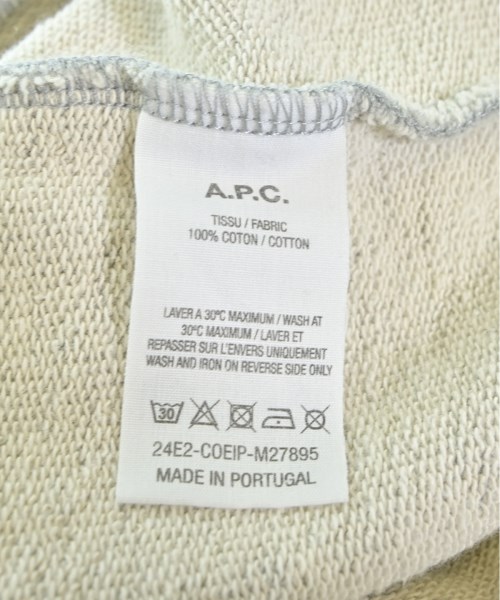 A.P.C.
TISSU / FABRIC
100% COTON / COTTON
LAVER A 30°C MAXIMUM / WASH AT
30°C MAXIMUM / LAVER ET
REPASSER SUR L'ENVERS UNIQUEMENT
WASH AND IRON ON REVERSE SIDE ONLY
30
24E2-COEIP-M27895
MADE IN PORTUGAL